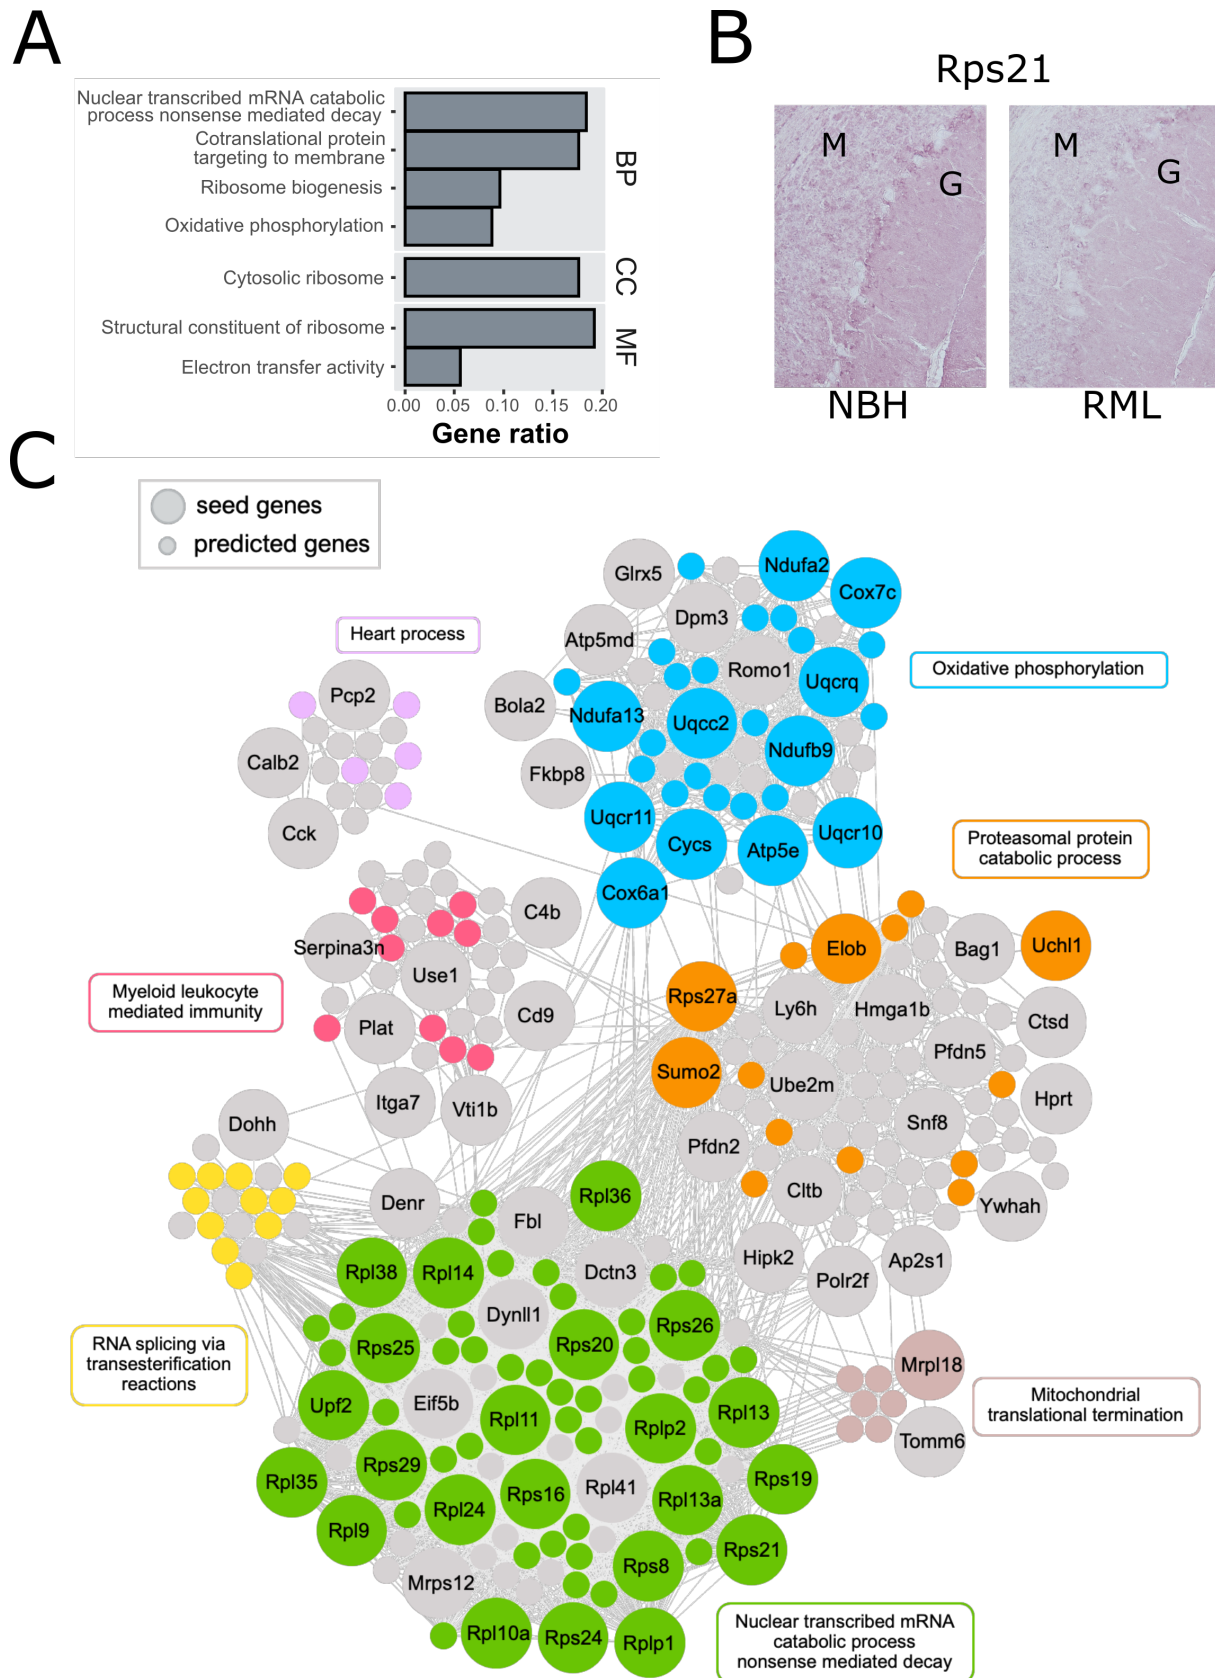 A
Nuclear transcribed mRNA catabolic
process nonsense mediated decay
Cotranslational protein
targeting to membrane
Ribosome biogenesis
Oxidative phosphorylation
BP
Cytosolic ribosome
CC
Structural constituent of ribosome
Electron transfer activity
MF
0.00 0.05 0.10 0.15 0.20
Gene ratio
B
Rps21
M
G
M
G
NBH
RML
C
seed genes
predicted genes
Heart process
Pcp2
Calb2
Cck
Glrx5
Ndufa2
Cox7c
Dpm3
Atp5md
Romo1
Uqcrq
Bola2
Ndufa13
Uqcc2
Ndufb9
Fkbp8
Uqcr11
Cycs
Atp5e
Uqcr10
Cox6a1
Oxidative phosphorylation
Proteasomal protein
catabolic process
C4b
Serpina3n
Use1
Plat
Cd9
Itga7
Vti1b
Myeloid leukocyte
mediated immunity
Elob
Bag1
Uchl1
Rps27a
Ly6h
Hmga1b
Ctsd
Pfdn5
Sumo2
Ube2m
Hprt
Snf8
Pfdn2
Cltb
Ywhah
Hipk2
Polr2f
Ap2s1
Dohh
Denr
RNA splicing via
transesterification
reactions
Fbl
Rpl36
Rpl38
Rpl14
Dctn3
Dynll1
Rps25
Rps20
Rps26
Upf2
Eif5b
Rpl11
Rplp2
Rpl13
Rps29
Rpl35
Rpl24
Rps16
Rpl41
Rpl13a
Rps19
Rpl9
Mrps12
Rps8
Rps21
Rpl10a
Rps24
Rplp1
Mrpl18
Tomm6
Mitochondrial
translational termination
Nuclear transcribed mRNA
catabolic process
nonsense mediated decay